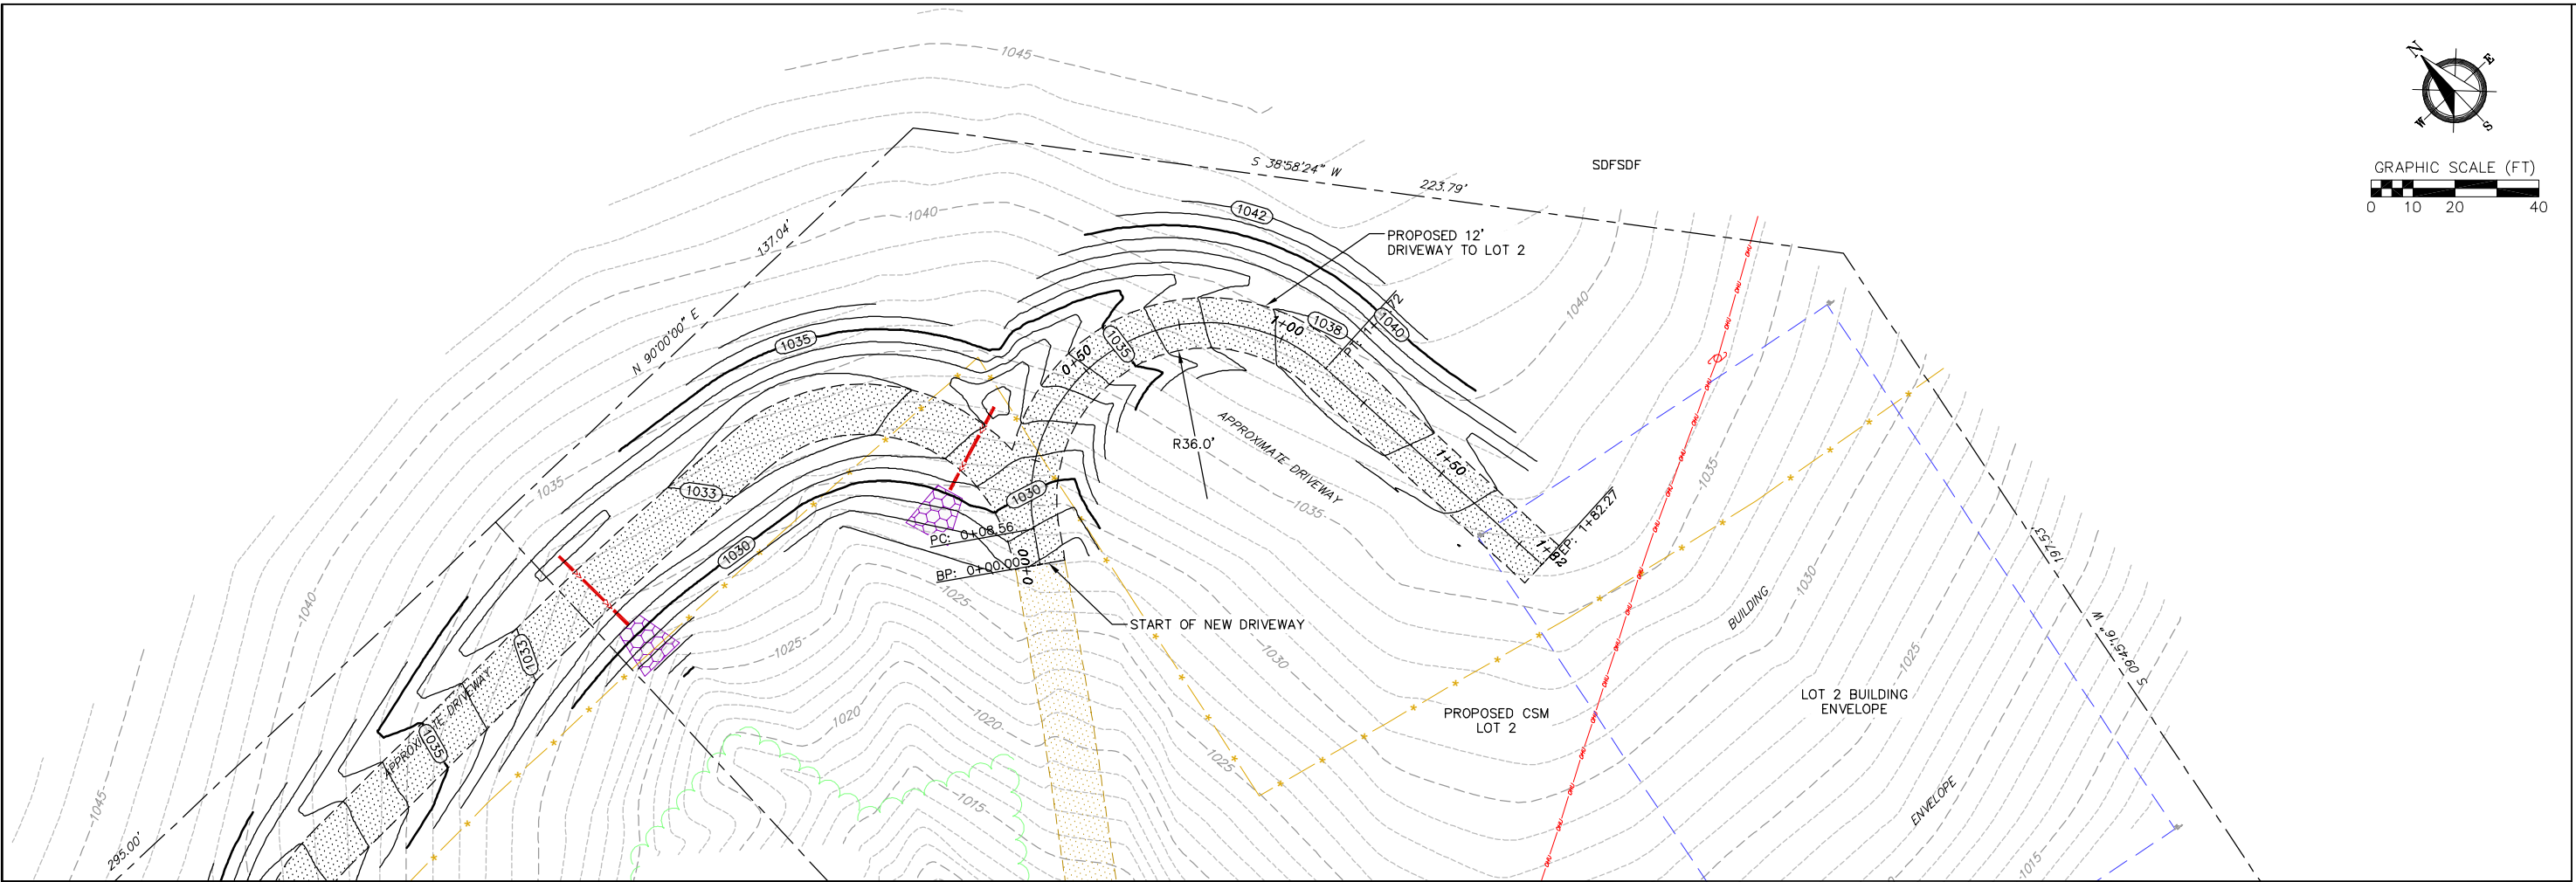 1045
N
E
W
S
GRAPHIC SCALE (FT)
0 10 20 40
S 38°58'24" W
223.79'
SDFSDF
137.04'
N 90°00'00" E
1040
1042
PROPOSED 12'
DRIVEWAY TO LOT 2
1040
1035
0+50
1035
1+00
1038
1040
R36.0'
APPROXIMATE DRIVEWAY
1035
1035
1033
1030
1030
PC: 0+08.56
BP: 0+00.00
0+00
START OF NEW DRIVEWAY
1+50
1+82
EP: 1+82.27
1035
OHU
BUILDING
1030
197.53'
S 09°45'16" W
1040
1033
APPROXIMATE DRIVEWAY
1035
1025
1025
1030
1020
1020
1025
1015
PROPOSED CSM
LOT 2
LOT 2 BUILDING
ENVELOPE
1025
ENVELOPE
1045
295.00'
1015